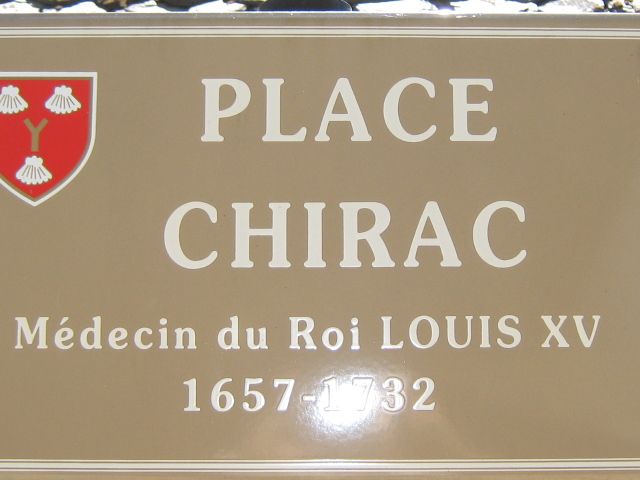 PLACE
CHIRAC
Médecin du Roi LOUIS XV
1657-1732
Y